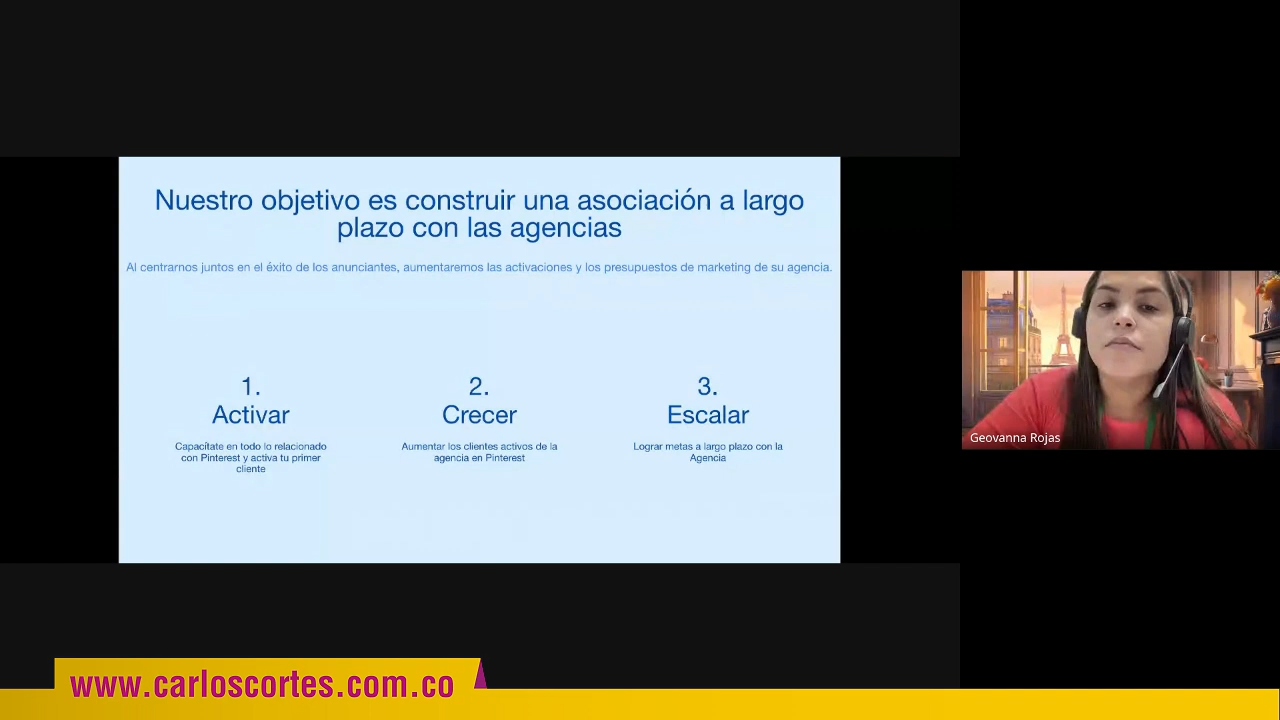 Nuestro objetivo es construir una asociación a largo
plazo con las agencias
Al centrarnos juntos en el éxito de los anunciantes, aumentaremos las activaciones y los presupuestos de marketing de su agencia.
1.
Activar
Capacítate en todo lo relacionado
con Pinterest y activa tu primer
cliente
2.
Crecer
Aumentar los clientes activos de la
agencia en Pinterest
3.
Escalar
Lograr metas a largo plazo con la
Agencia
Geovanna Rojas
www.carloscortes.com.co